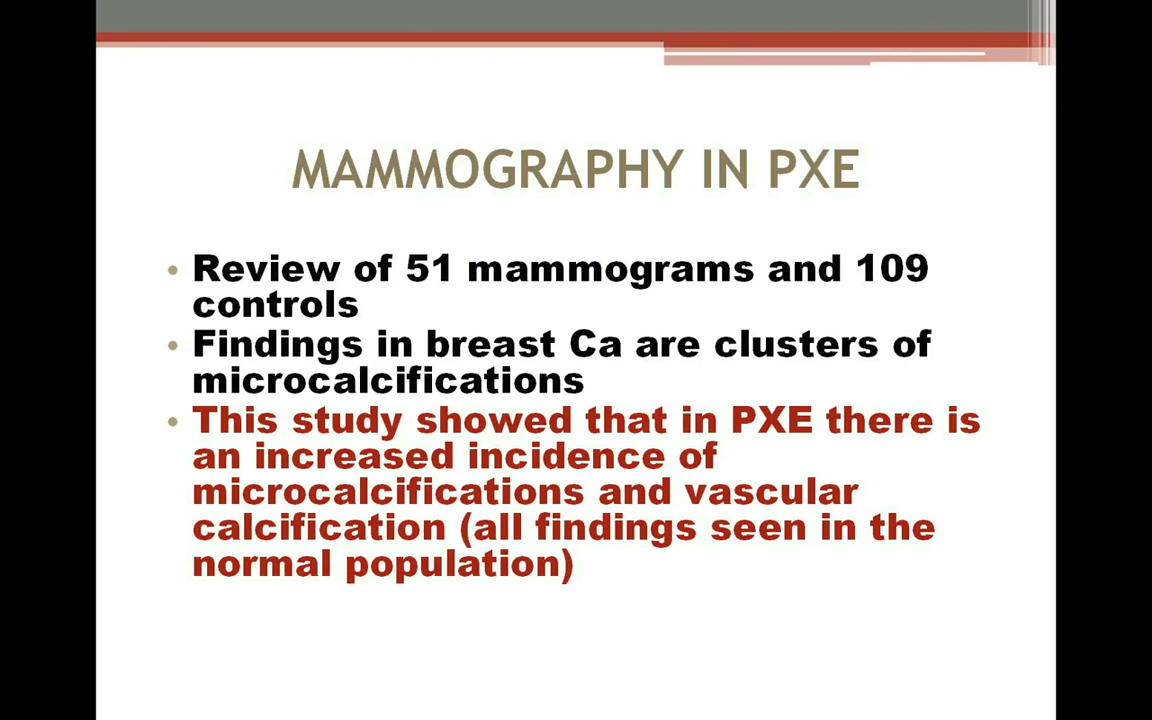 MAMMOGRAPHY IN PXE
• Review of 51 mammograms and 109
controls
• Findings in breast Ca are clusters of
microcalcifications
• This study showed that in PXE there is
an increased incidence of
microcalcifications and vascular
calcification (all findings seen in the
normal population)